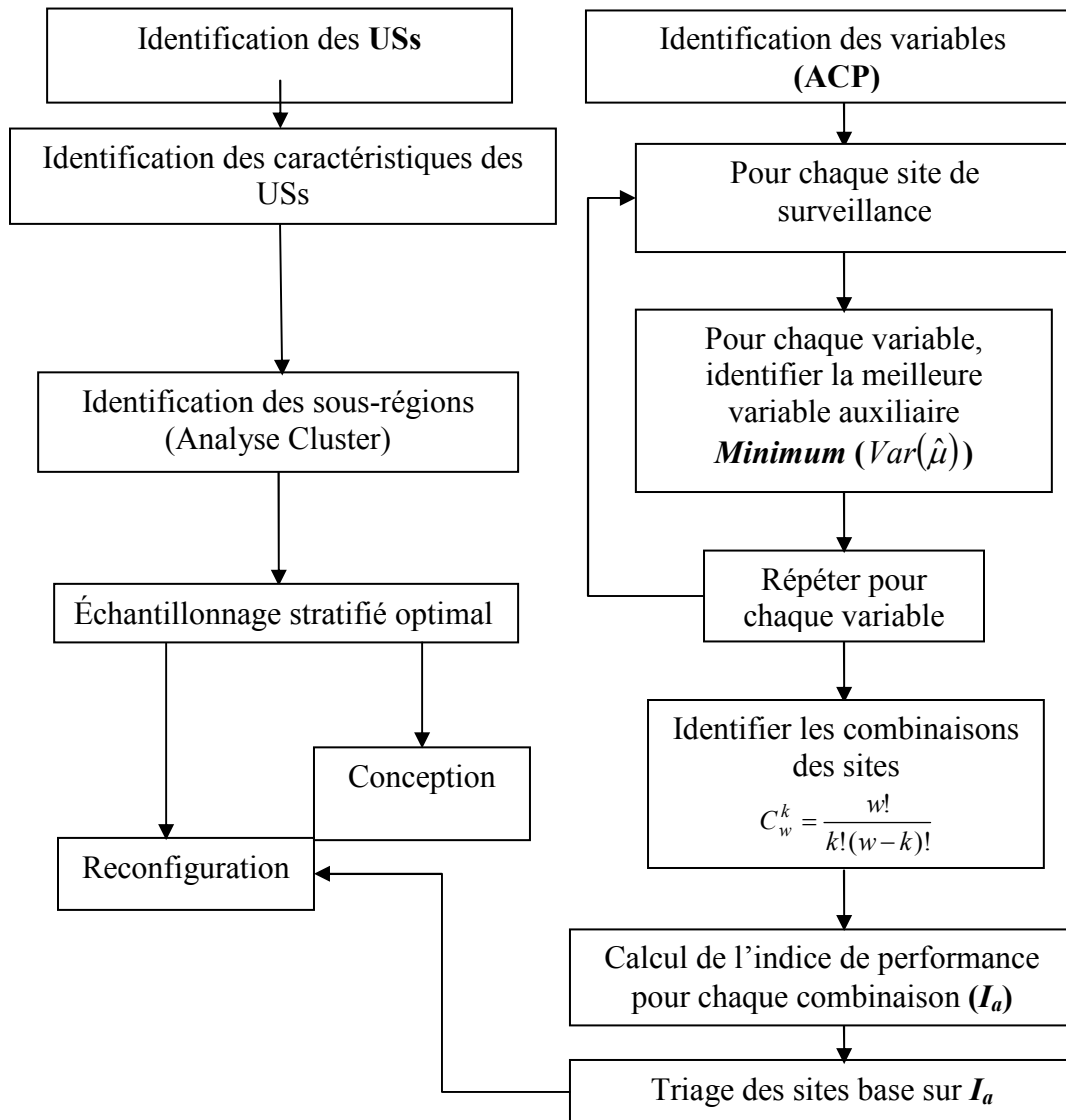 Identification des USs
Identification des caractéristiques des
USs
Identification des sous-régions
(Analyse Cluster)
Échantillonnage stratifié optimal
Conception
Reconfiguration
Identification des variables
(ACP)
Pour chaque site de
surveillance
Pour chaque variable,
identifier la meilleure
variable auxiliaire
Minimum (Var(μ̂))
Répéter pour
chaque variable
Identifier les combinaisons
des sites
C_w^k = w! / k!(w−k)!
Calcul de l’indice de performance
pour chaque combinaison (I_a)
Triage des sites base sur I_a